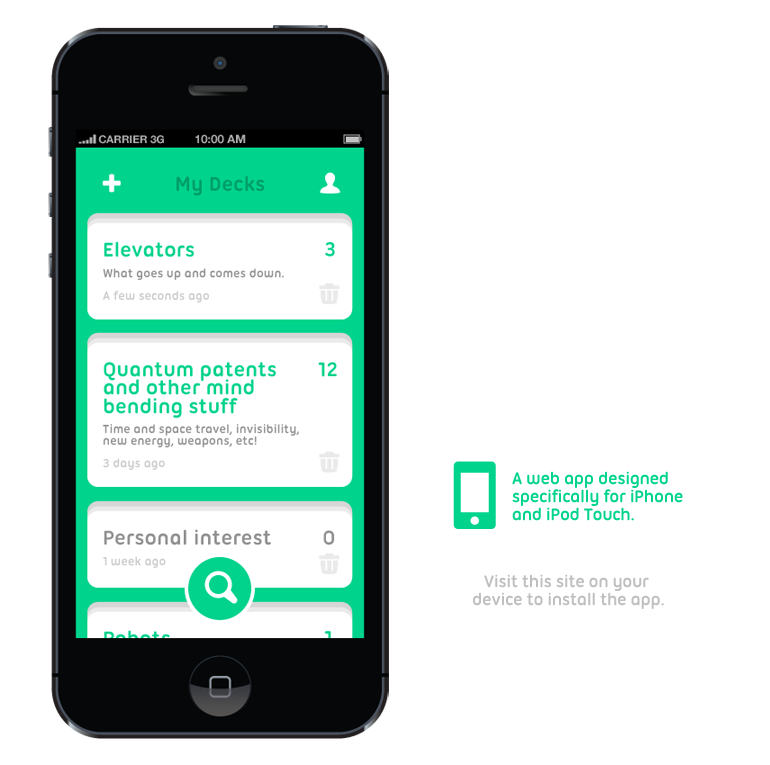 CARRIER 3G 10:00 AM
My Decks
Elevators 3
What goes up and comes down.
A few seconds ago
Quantum patents 12
and other mind
bending stuff
Time and space travel, invisibility,
new energy, weapons, etc!
3 days ago
Personal interest 0
1 week ago
Robots 1
A web app designed
specifically for iPhone
and iPod Touch.
Visit this site on your
device to install the app.